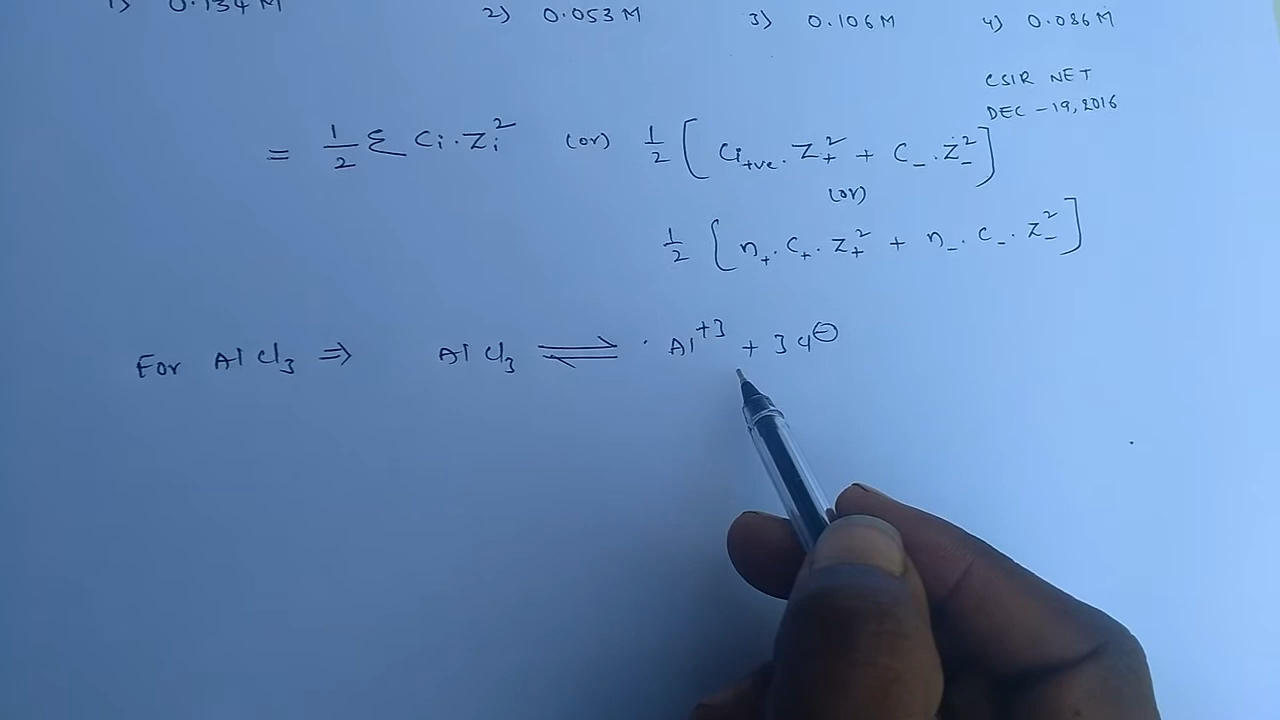 1) 0.134 M 2) 0.053 M 3) 0.106 M 4) 0.086 M
CSIR NET
DEC - 19, 2016
= 1/2 Σ Ci . Zi² (or) 1/2 [ Ci+ve . Z+² + C- . Z-² ]
(or)
1/2 [ n+ . C+ . Z+² + n- . C- . Z-² ]
For AlCl3 ⇒ AlCl3 ⇌ Al+3 + 3Cl⊖